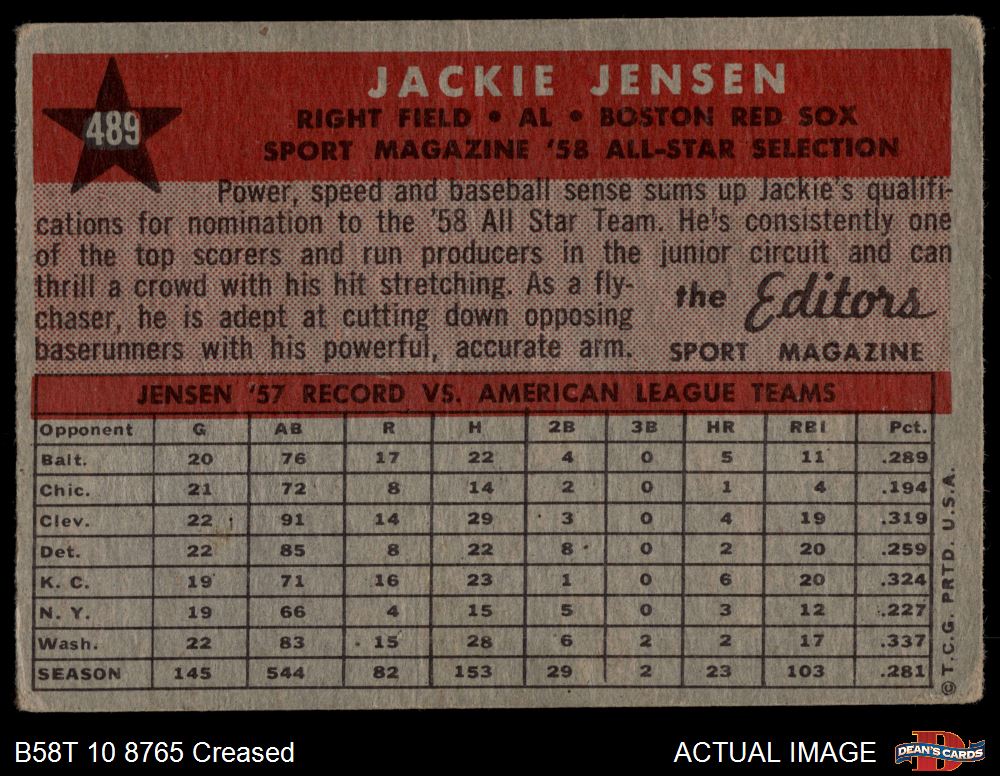 489
JACKIE JENSEN
RIGHT FIELD • AL • BOSTON RED SOX
SPORT MAGAZINE '58 ALL-STAR SELECTION
Power, speed and baseball sense sums up Jackie's qualifi-
cations for nomination to the '58 All Star Team. He's consistently one
of the top scorers and run producers in the junior circuit and can
thrill a crowd with his hit stretching. As a fly-
chaser, he is adept at cutting down opposing
baserunners with his powerful, accurate arm.
the Editors
SPORT MAGAZINE
JENSEN '57 RECORD VS. AMERICAN LEAGUE TEAMS
Opponent G AB R H 2B 3B HR RBI Pct.
Balt. 20 76 17 22 4 0 5 11 .289
Chic. 21 72 8 14 2 0 1 4 .194
Clev. 22 91 14 29 3 0 4 19 .319
Det. 22 85 8 22 8 0 2 20 .259
K. C. 19 71 16 23 1 0 6 20 .324
N. Y. 19 66 4 15 5 0 3 12 .227
Wash. 22 83 15 28 6 2 2 17 .337
SEASON 145 544 82 153 29 2 23 103 .281
© T.C.G. PRTD. U.S.A.
B58T 10 8765 Creased
ACTUAL IMAGE
DEAN'S CARDS